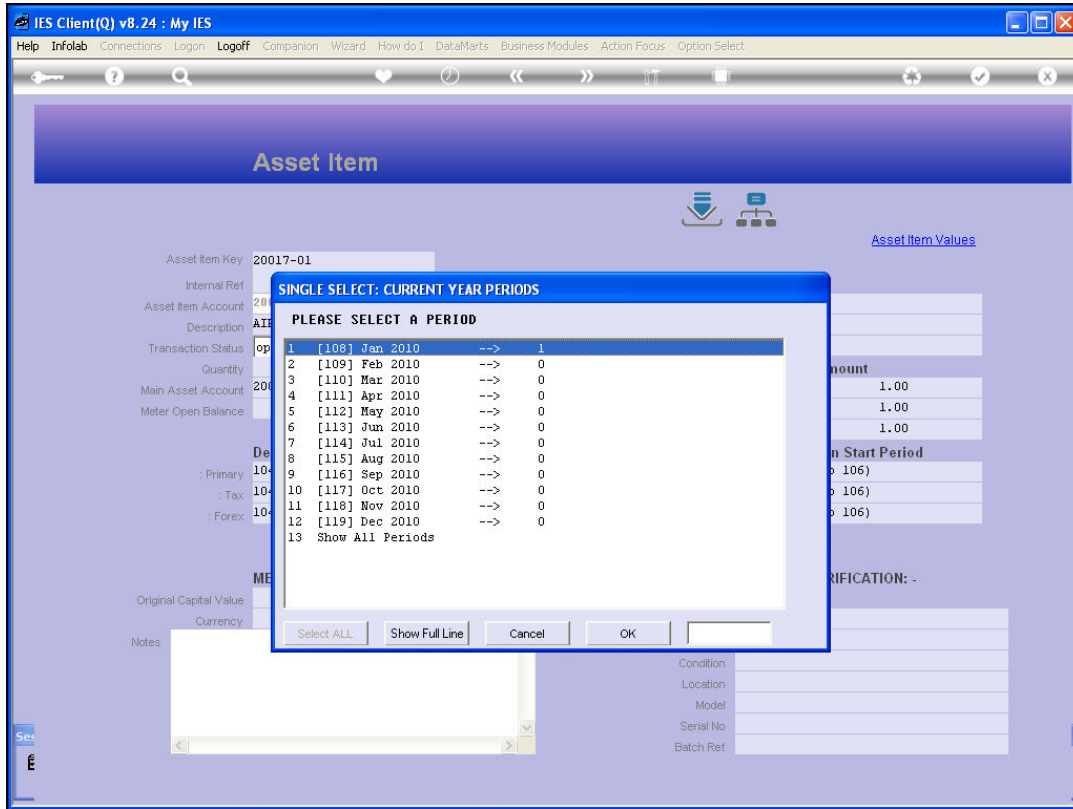 IES Client(Q) v8.24 : My IES
Help Infolab Connections Logon Logoff Companion Wizard How do I DataMarts Business Modules Action Focus Option Select
Asset Item
Asset Item Values
Asset Item Key 20017-01
Internal Ref
Asset Item Account
Description
Transaction Status
Quantity
Main Asset Account
Meter Open Balance
: Primary
: Tax
: Forex
Original Capital Value
Currency
Notes
SINGLE SELECT: CURRENT YEAR PERIODS
PLEASE SELECT A PERIOD
1 [108] Jan 2010 --> 1
2 [109] Feb 2010 --> 0
3 [110] Mar 2010 --> 0
4 [111] Apr 2010 --> 0
5 [112] May 2010 --> 0
6 [113] Jun 2010 --> 0
7 [114] Jul 2010 --> 0
8 [115] Aug 2010 --> 0
9 [116] Sep 2010 --> 0
10 [117] Oct 2010 --> 0
11 [118] Nov 2010 --> 0
12 [119] Dec 2010 --> 0
13 Show All Periods
Select ALL Show Full Line Cancel OK
1.00
1.00
1.00
Start Period
106)
106)
106)
Condition
Location
Model
Serial No
Batch Ref